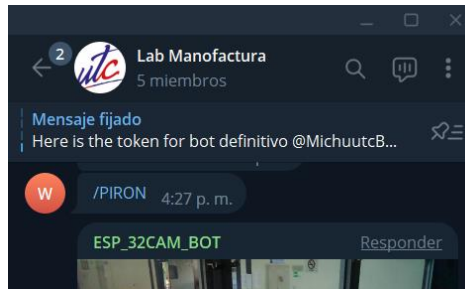 2
utc
Lab Manofactura
5 miembros
Mensaje fijado
Here is the token for bot definitivo @MichuutcB...
W
/PIRON 4:27 p. m.
ESP_32CAM_BOT Responder